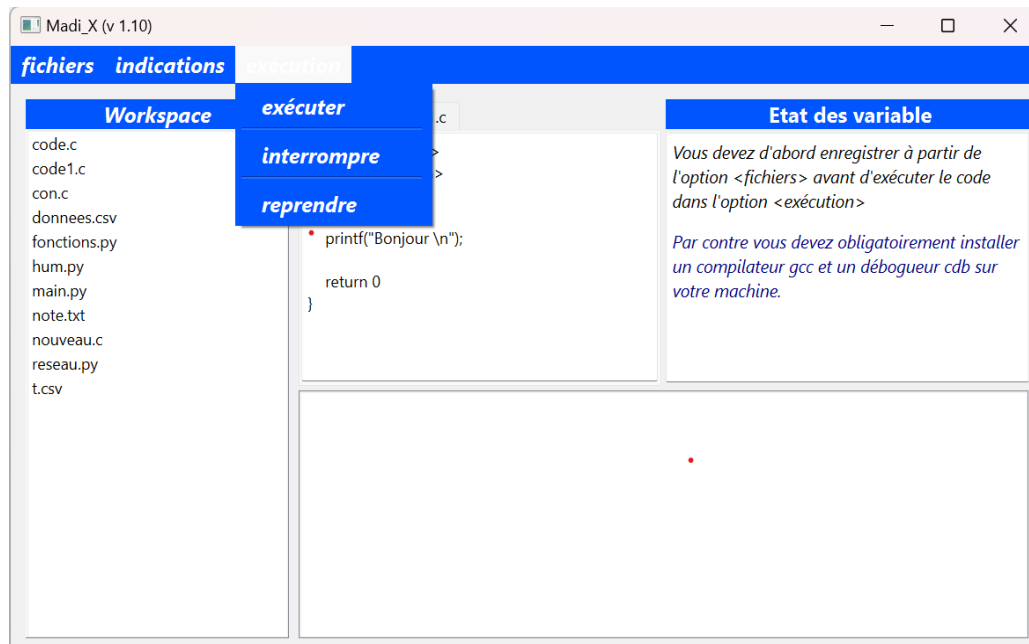 Madi_X (v 1.10)
fichiers indications exécution
exécuter
interrompre
reprendre
Workspace
code.c
code1.c
con.c
donnees.csv
fonctions.py
hum.py
main.py
note.txt
nouveau.c
reseau.py
t.csv
.c
>
>
printf("Bonjour \n");
return 0
}
Etat des variable
Vous devez d'abord enregistrer à partir de
l'option <fichiers> avant d'exécuter le code
dans l'option <exécution>
Par contre vous devez obligatoirement installer
un compilateur gcc et un débogueur cdb sur
votre machine.